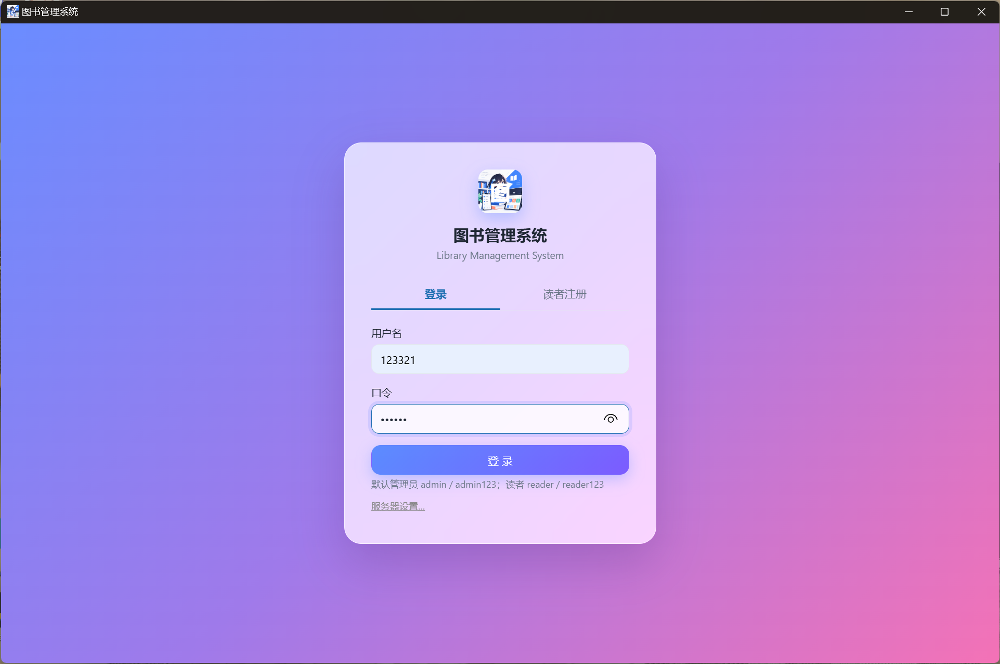 图书管理系统
图书管理系统
Library Management System
登录
读者注册
用户名
123321
口令
••••••
登 录
默认管理员 admin / admin123；读者 reader / reader123
服务器设置...